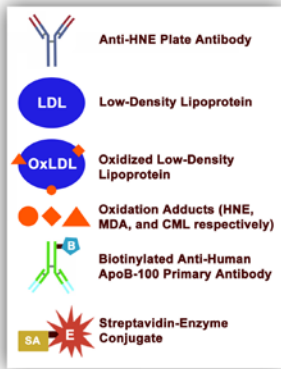 Anti-HNE Plate Antibody
LDL
Low-Density Lipoprotein
OxLDL
Oxidized Low-Density
Lipoprotein
Oxidation Adducts (HNE,
MDA, and CML respectively)
B
Biotinylated Anti-Human
ApoB-100 Primary Antibody
Streptavidin-Enzyme
Conjugate
SA
E